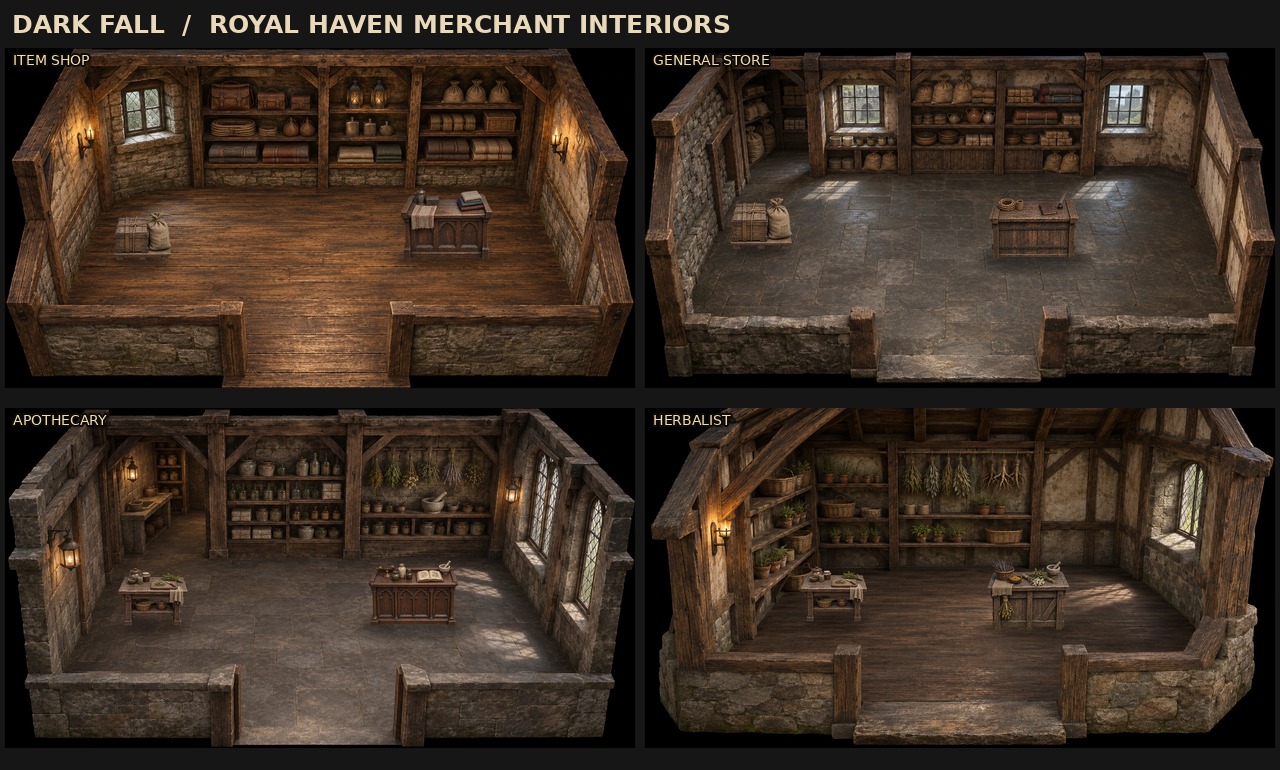 DARK FALL / ROYAL HAVEN MERCHANT INTERIORS
ITEM SHOP
GENERAL STORE
APOTHECARY
HERBALIST